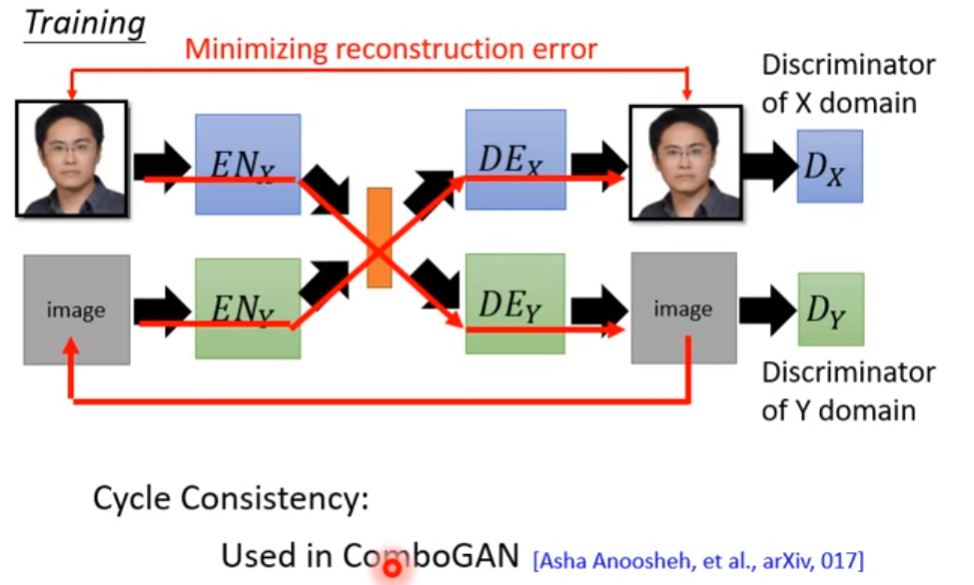 Training
Minimizing reconstruction error
Discriminator
of X domain
EN_X
DE_X
D_X
image
EN_Y
DE_Y
image
D_Y
Discriminator
of Y domain
Cycle Consistency:
Used in ComboGAN [Asha Anoosheh, et al., arXiv, 017]